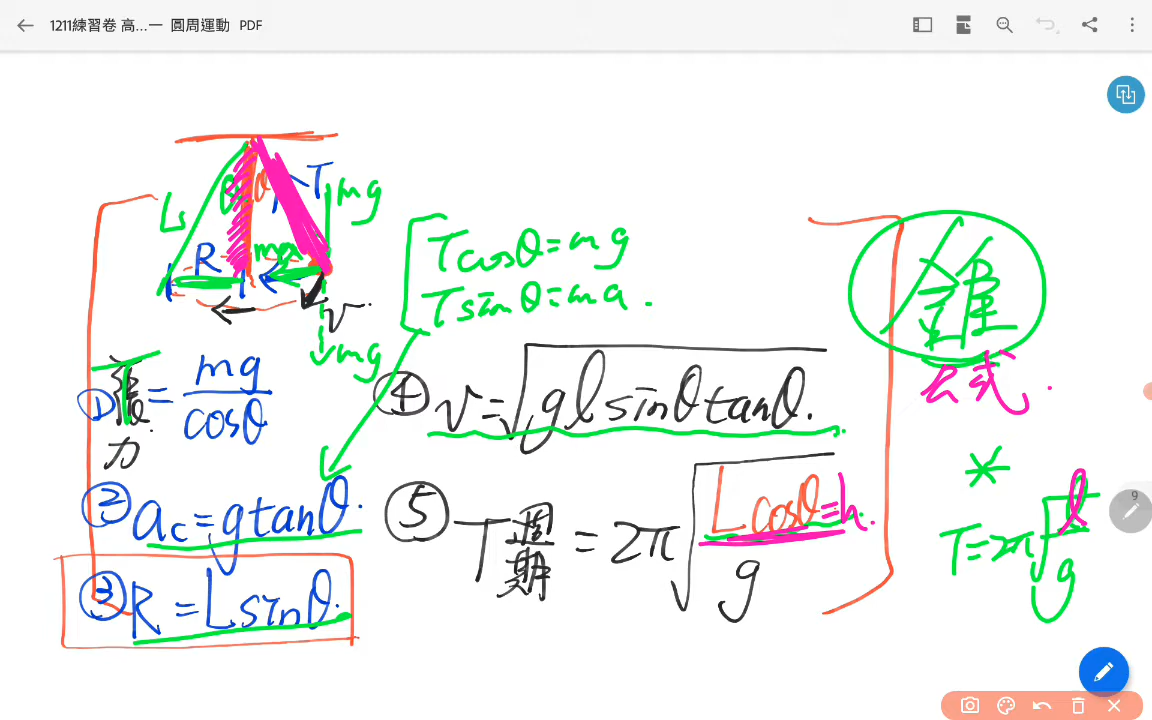 1211練習卷 高...一 圓周運動 PDF
θ
T
mg
L
R
ma
v
mg
Tcosθ=mg
Tsinθ=ma.
錐
公式.
① 張力 = mg/cosθ
② ac=gtanθ.
③ R=Lsinθ.
④ v=√glsinθtanθ.
⑤ T週期 = 2π√Lcosθ=h./g
*
T=2π√l/g
9